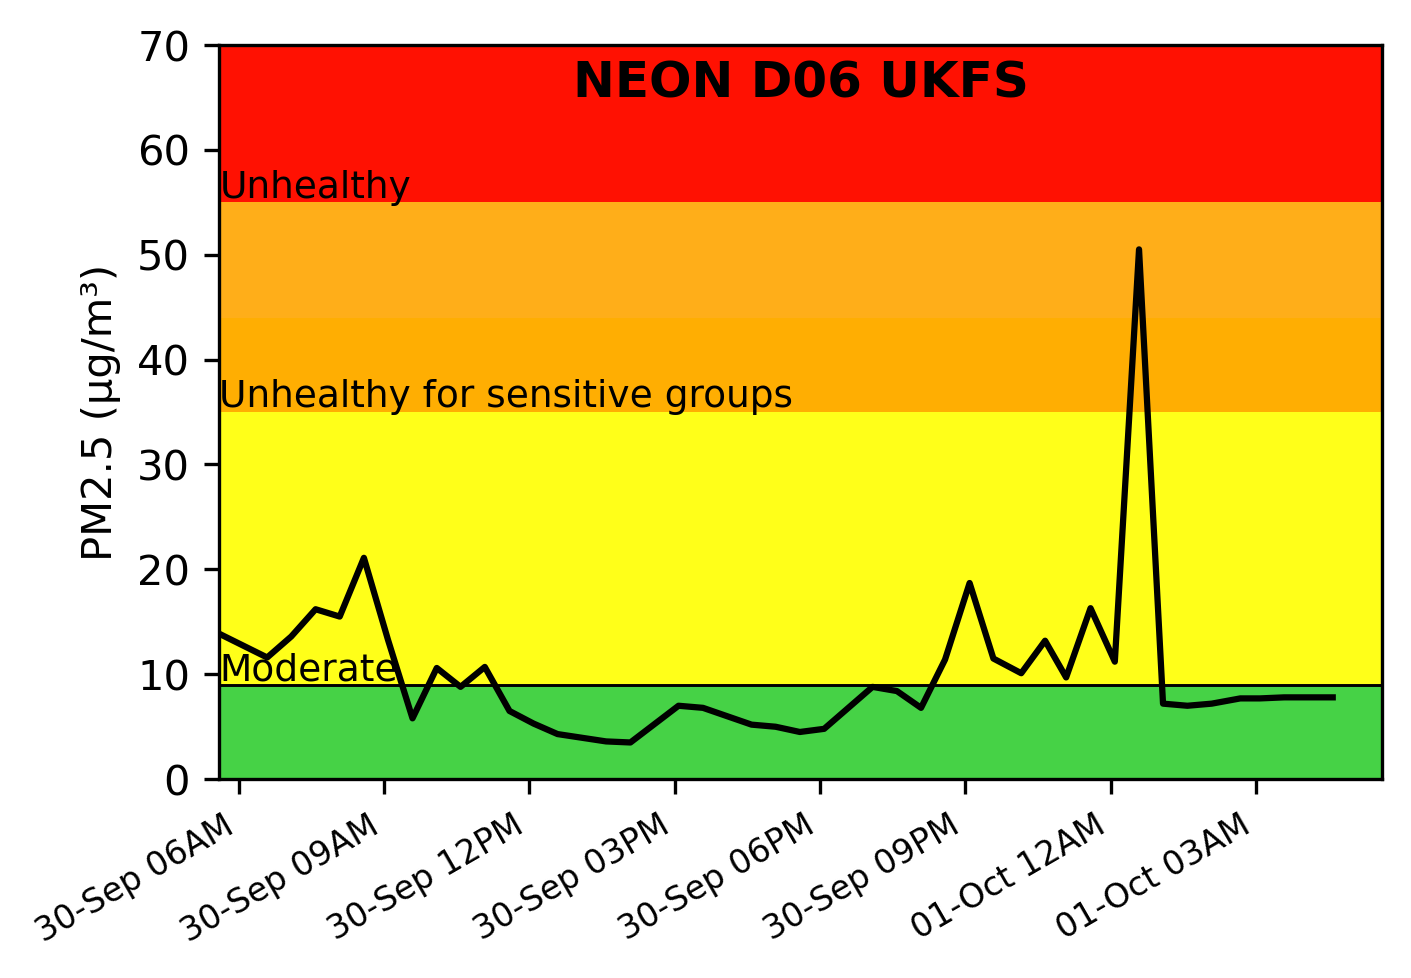 NEON D06 UKFS
PM2.5 (µg/m³)
70
60
50
40
30
20
10
0
Unhealthy
Unhealthy for sensitive groups
Moderate
30-Sep 06AM
30-Sep 09AM
30-Sep 12PM
30-Sep 03PM
30-Sep 06PM
30-Sep 09PM
01-Oct 12AM
01-Oct 03AM